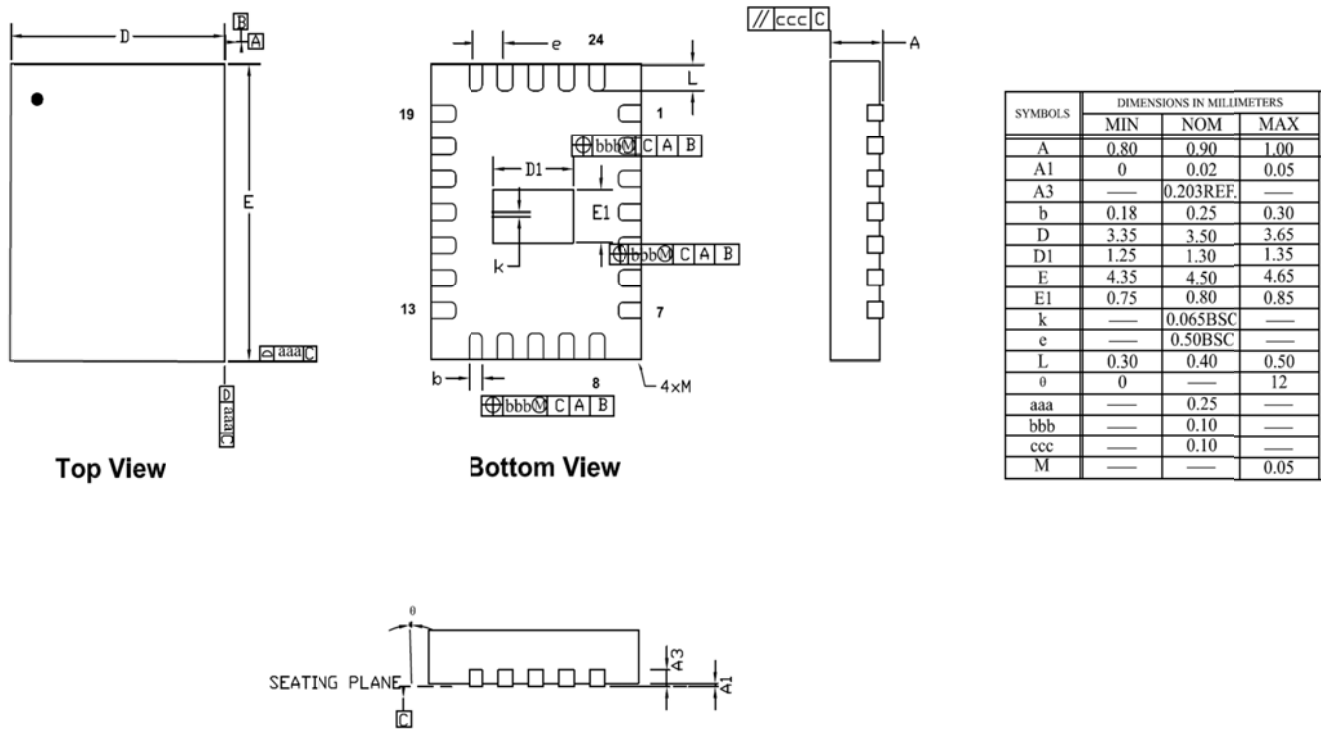 D
B
A
E
⌓ aaa C
⌓ aaa C
Top View
e
24
L
19
1
⌖ bbb Ⓜ C A B
D1
E1
k
⌖ bbb Ⓜ C A B
13
7
b
8
4xM
⌖ bbb Ⓜ C A B
Bottom View
// ccc C
A
SYMBOLS DIMENSIONS IN MILLIMETERS
MIN NOM MAX
A 0.80 0.90 1.00
A1 0 0.02 0.05
A3 — 0.203REF. —
b 0.18 0.25 0.30
D 3.35 3.50 3.65
D1 1.25 1.30 1.35
E 4.35 4.50 4.65
E1 0.75 0.80 0.85
k — 0.065BSC —
e — 0.50BSC —
L 0.30 0.40 0.50
θ 0 — 12
aaa — 0.25 —
bbb — 0.10 —
ccc — 0.10 —
M — — 0.05
θ
SEATING PLANE
C
A3
A1